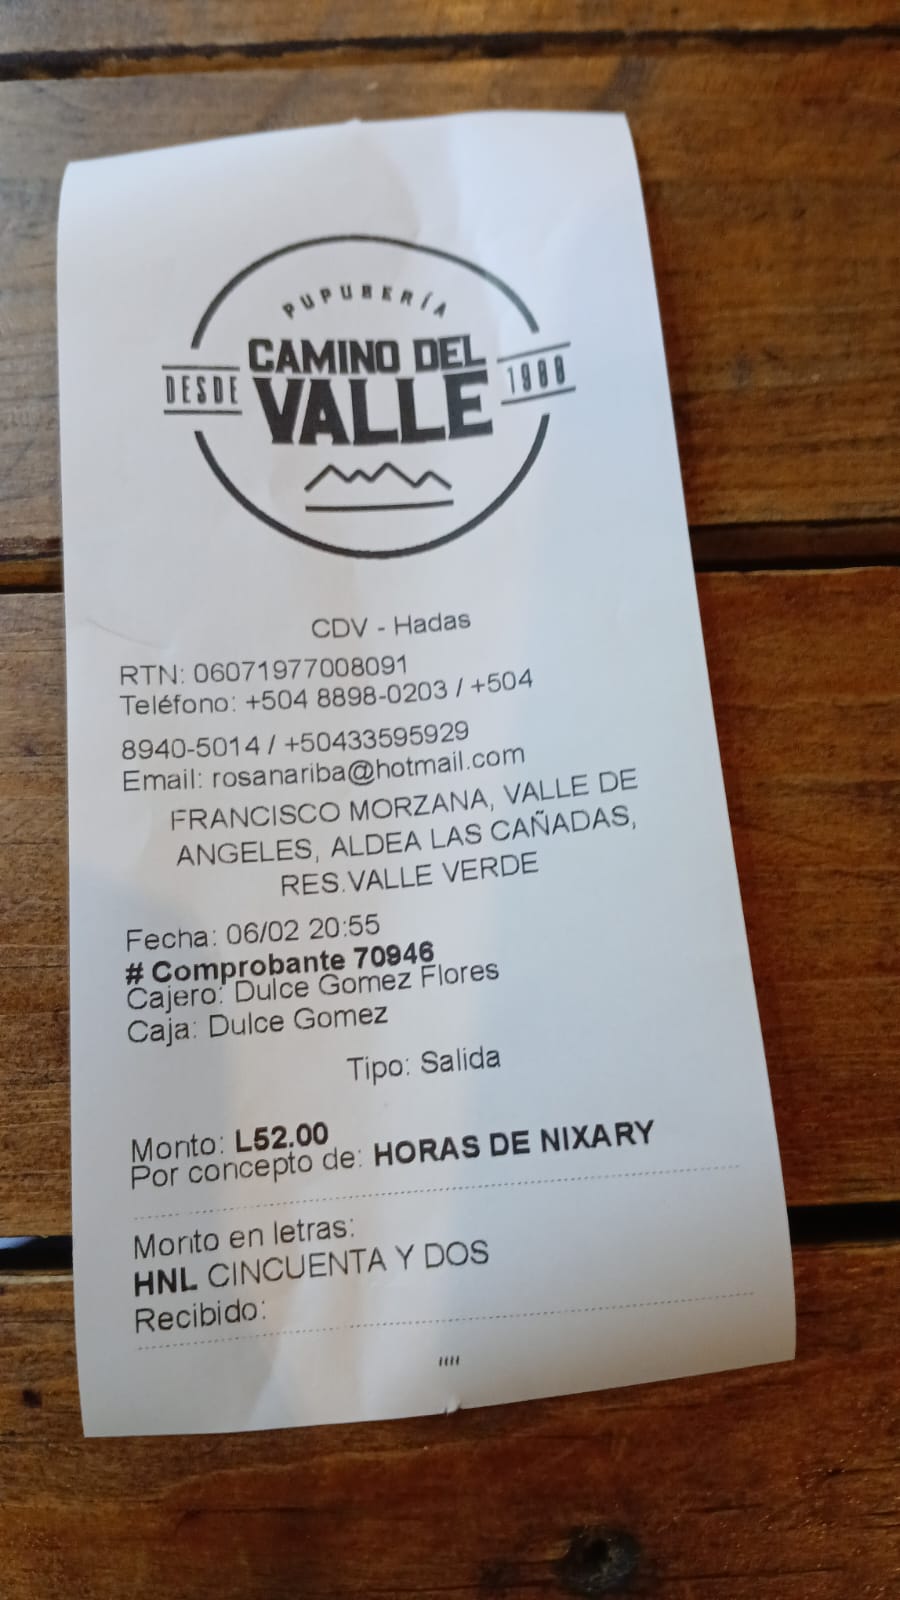 PUPUSERÍA
CAMINO DEL
DESDE VALLE 1988
CDV - Hadas
RTN: 06071977008091
Teléfono: +504 8898-0203 / +504
8940-5014 / +50433595929
Email: rosanariba@hotmail.com
FRANCISCO MORZANA, VALLE DE
ANGELES, ALDEA LAS CAÑADAS,
RES.VALLE VERDE
Fecha: 06/02 20:55
# Comprobante 70946
Cajero: Dulce Gomez Flores
Caja: Dulce Gomez
Tipo: Salida
Monto: L52.00
Por concepto de: HORAS DE NIXARY
Monto en letras:
HNL CINCUENTA Y DOS
Recibido: